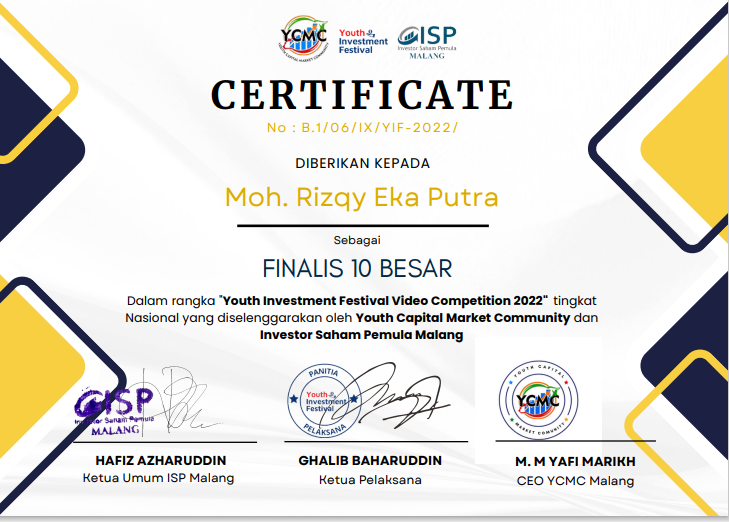 YCMC
YOUTH CAPITAL MARKET COMMUNITY
Youth
Investment
Festival
ISP
Investor Saham Pemula
MALANG
CERTIFICATE
No : B.1/06/IX/YIF-2022/
DIBERIKAN KEPADA
Moh. Rizqy Eka Putra
Sebagai
FINALIS 10 BESAR
Dalam rangka "Youth Investment Festival Video Competition 2022" tingkat
Nasional yang diselenggarakan oleh Youth Capital Market Community dan
Investor Saham Pemula Malang
ISP
Investor Saham Pemula
MALANG
PANITIA
Youth
Investment
Festival
PELAKSANA
YOUTH CAPITAL
YCMC
MARKET COMUNITY
HAFIZ AZHARUDDIN
Ketua Umum ISP Malang
GHALIB BAHARUDDIN
Ketua Pelaksana
M. M YAFI MARIKH
CEO YCMC Malang